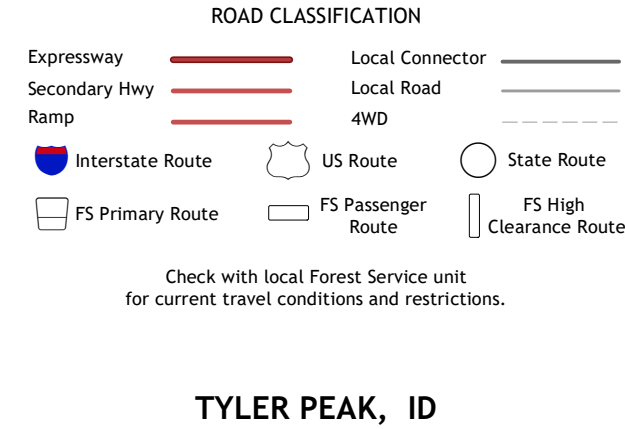 ROAD CLASSIFICATION
Expressway
Local Connector
Secondary Hwy
Local Road
Ramp
4WD
Interstate Route
US Route
State Route
FS Primary Route
FS Passenger
Route
FS High
Clearance Route
Check with local Forest Service unit
for current travel conditions and restrictions.
TYLER PEAK, ID